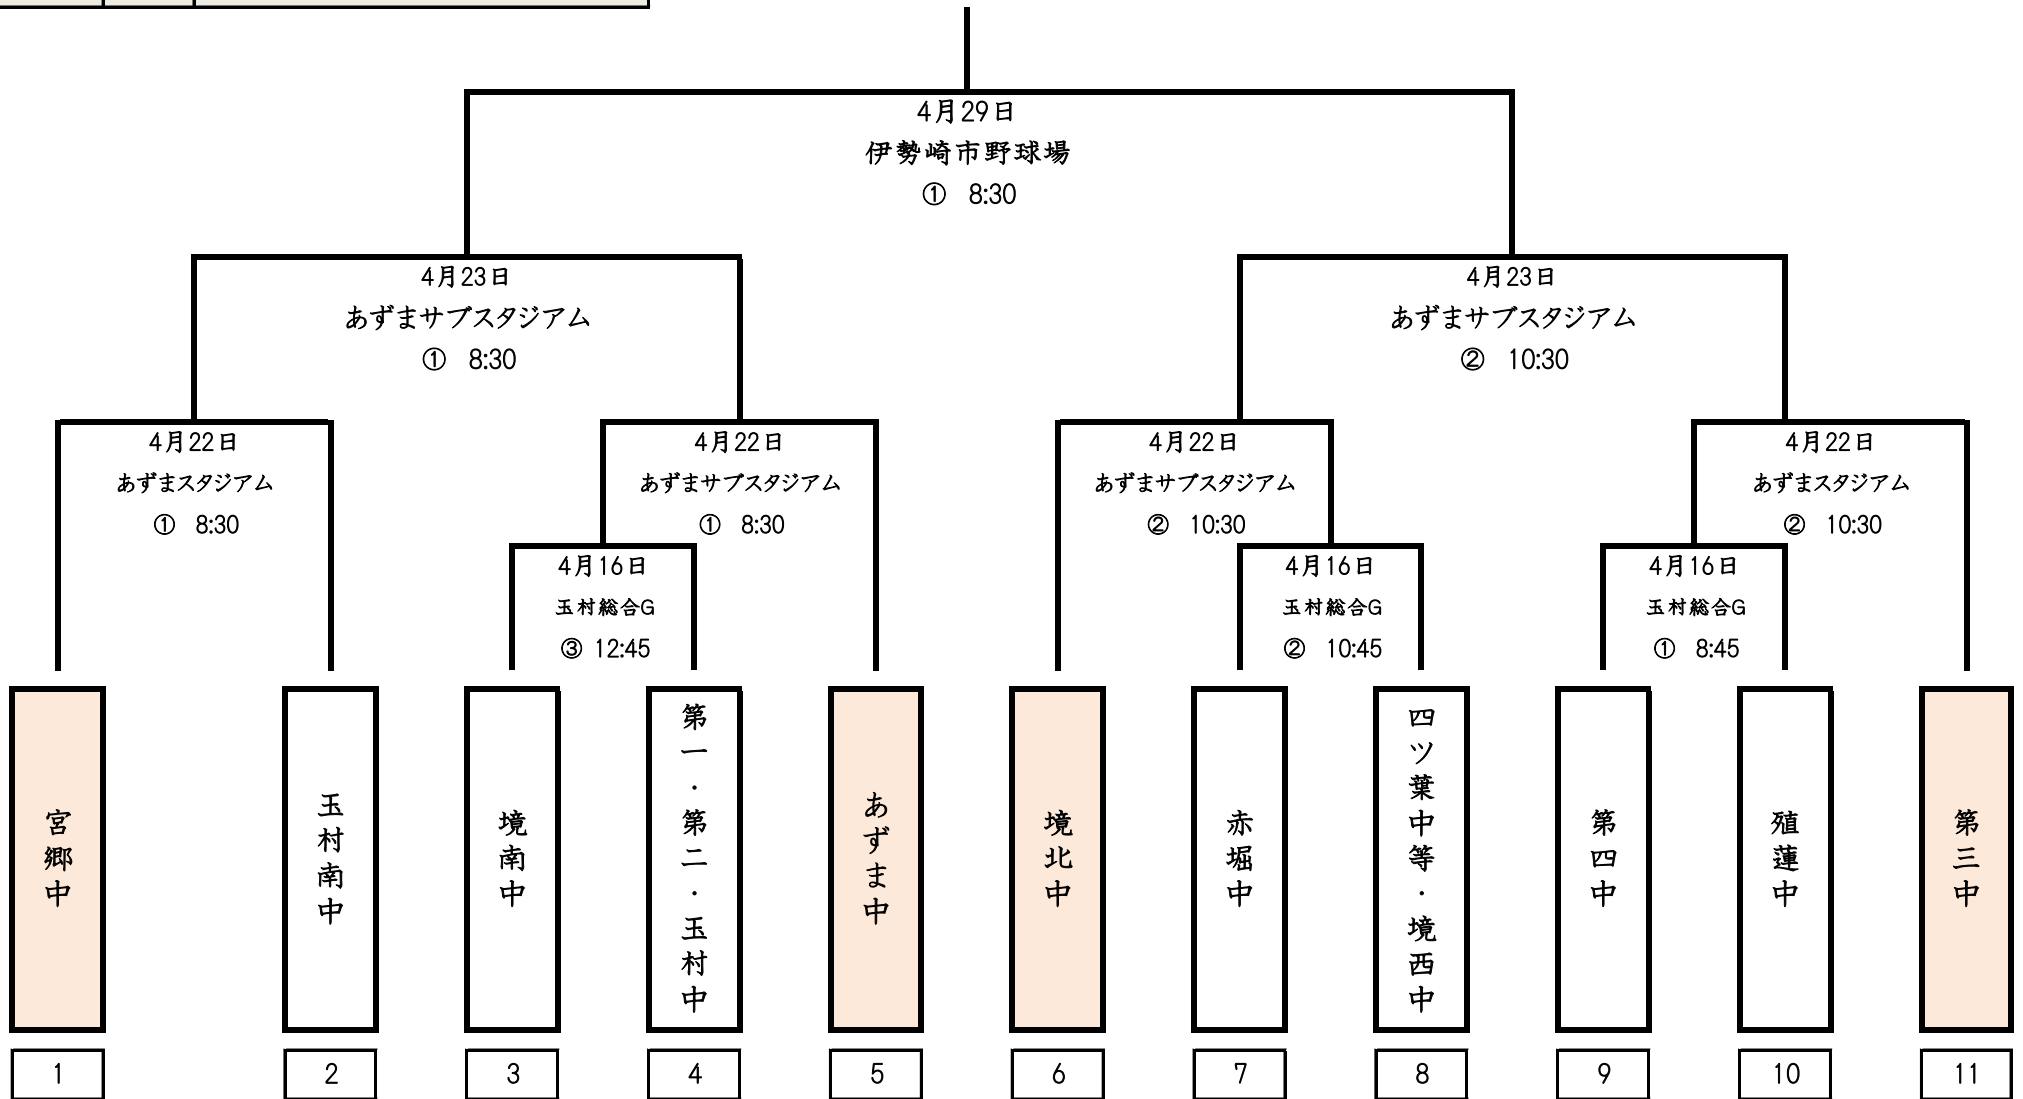 4月29日
伊勢崎市野球場
① 8:30
4月23日
あずまサブスタジアム
① 8:30
4月23日
あずまサブスタジアム
② 10:30
4月22日
あずまスタジアム
① 8:30
4月22日
あずまサブスタジアム
① 8:30
4月22日
あずまサブスタジアム
② 10:30
4月22日
あずまスタジアム
② 10:30
4月16日
玉村総合G
③ 12:45
4月16日
玉村総合G
② 10:45
4月16日
玉村総合G
① 8:45
宮郷中
玉村南中
境南中
第一・第二・玉村中
あずま中
境北中
赤堀中
四ツ葉中等・境西中
第四中
殖蓮中
第三中
1
2
3
4
5
6
7
8
9
10
11